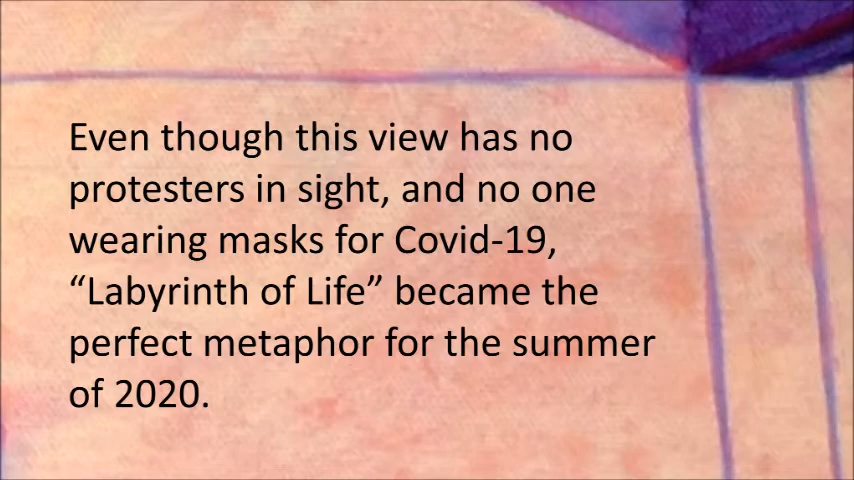 Even though this view has no
protesters in sight, and no one
wearing masks for Covid-19,
“Labyrinth of Life” became the
perfect metaphor for the summer
of 2020.